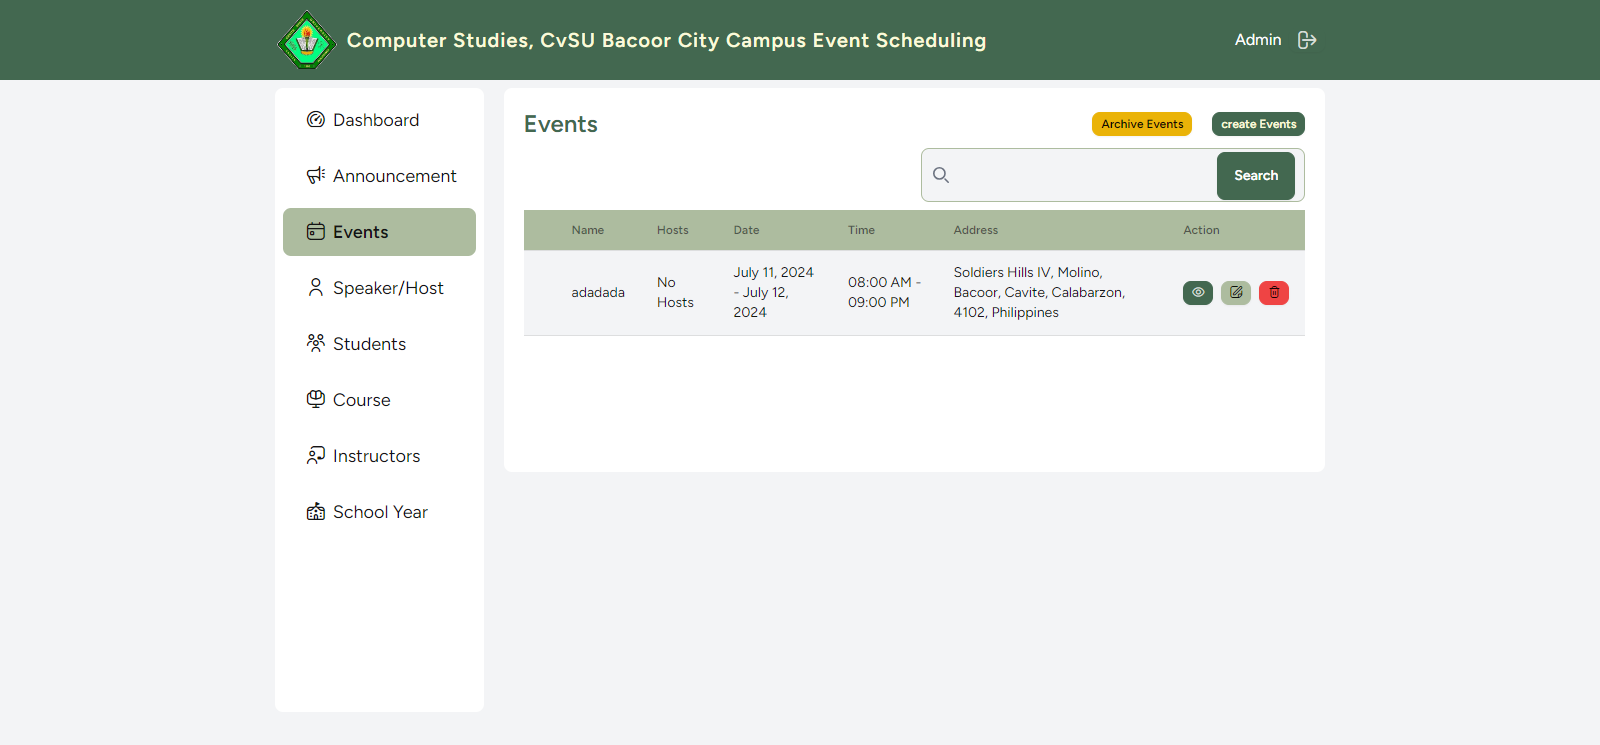 Computer Studies, CvSU Bacoor City Campus Event Scheduling
Admin
Dashboard
Announcement
Events
Speaker/Host
Students
Course
Instructors
School Year
Events
Archive Events
create Events
Search
Name Hosts Date Time Address Action
adadada
No
Hosts
July 11, 2024
- July 12,
2024
08:00 AM -
09:00 PM
Soldiers Hills IV, Molino,
Bacoor, Cavite, Calabarzon,
4102, Philippines